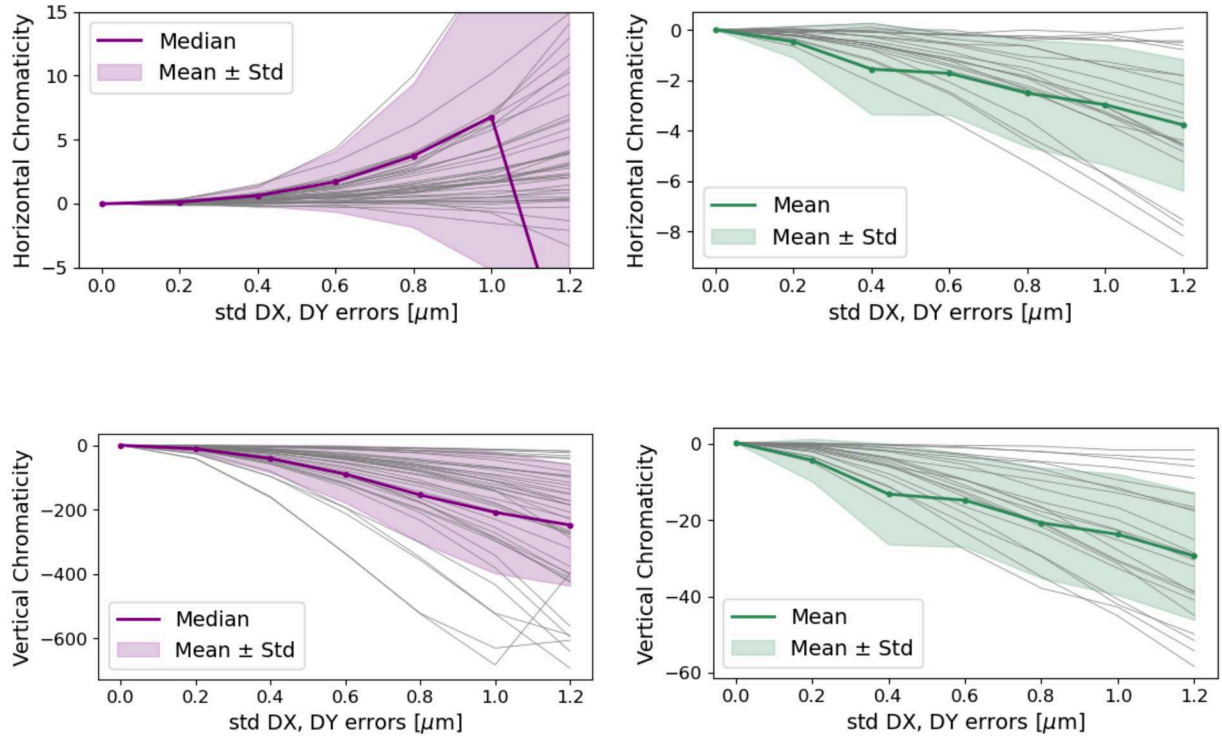 Horizontal Chromaticity
15
10
5
0
−5
Median
Mean ± Std
0.0 0.2 0.4 0.6 0.8 1.0 1.2
std DX, DY errors [μm]
Horizontal Chromaticity
0
−2
−4
−6
−8
Mean
Mean ± Std
0.0 0.2 0.4 0.6 0.8 1.0 1.2
std DX, DY errors [μm]
Vertical Chromaticity
0
−200
−400
−600
Median
Mean ± Std
0.0 0.2 0.4 0.6 0.8 1.0 1.2
std DX, DY errors [μm]
Vertical Chromaticity
0
−20
−40
−60
Mean
Mean ± Std
0.0 0.2 0.4 0.6 0.8 1.0 1.2
std DX, DY errors [μm]